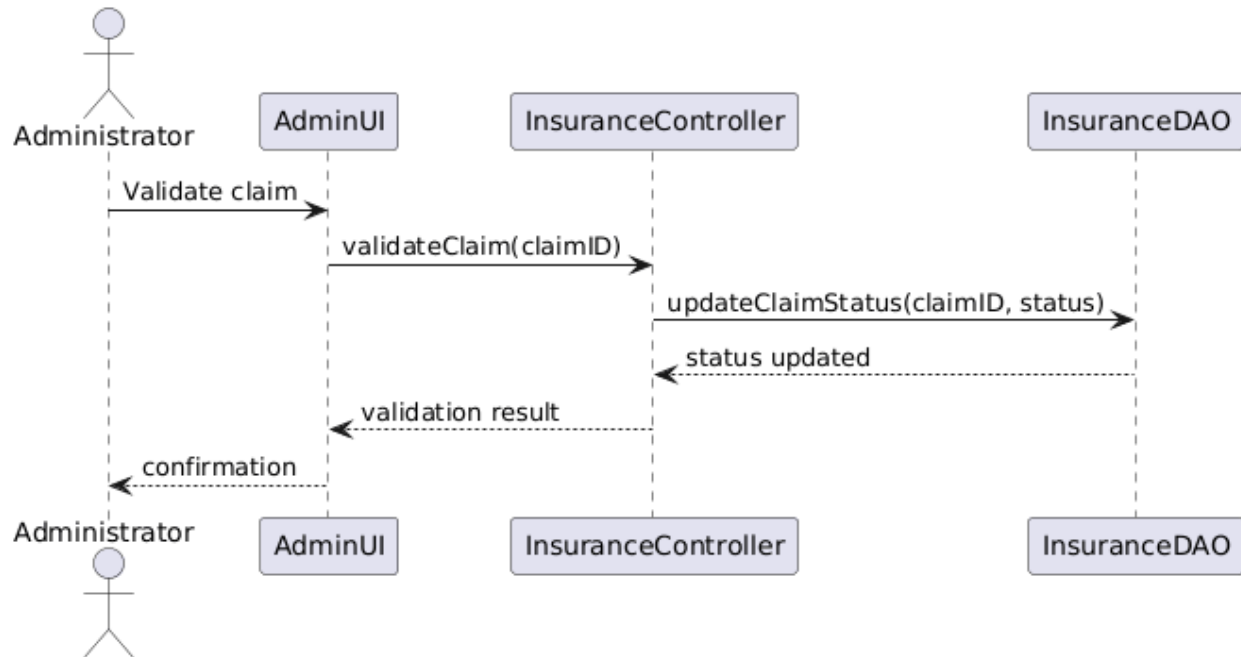 Administrator
AdminUI
InsuranceController
InsuranceDAO
Validate claim
validateClaim(claimID)
updateClaimStatus(claimID, status)
status updated
validation result
confirmation
Administrator
AdminUI
InsuranceController
InsuranceDAO